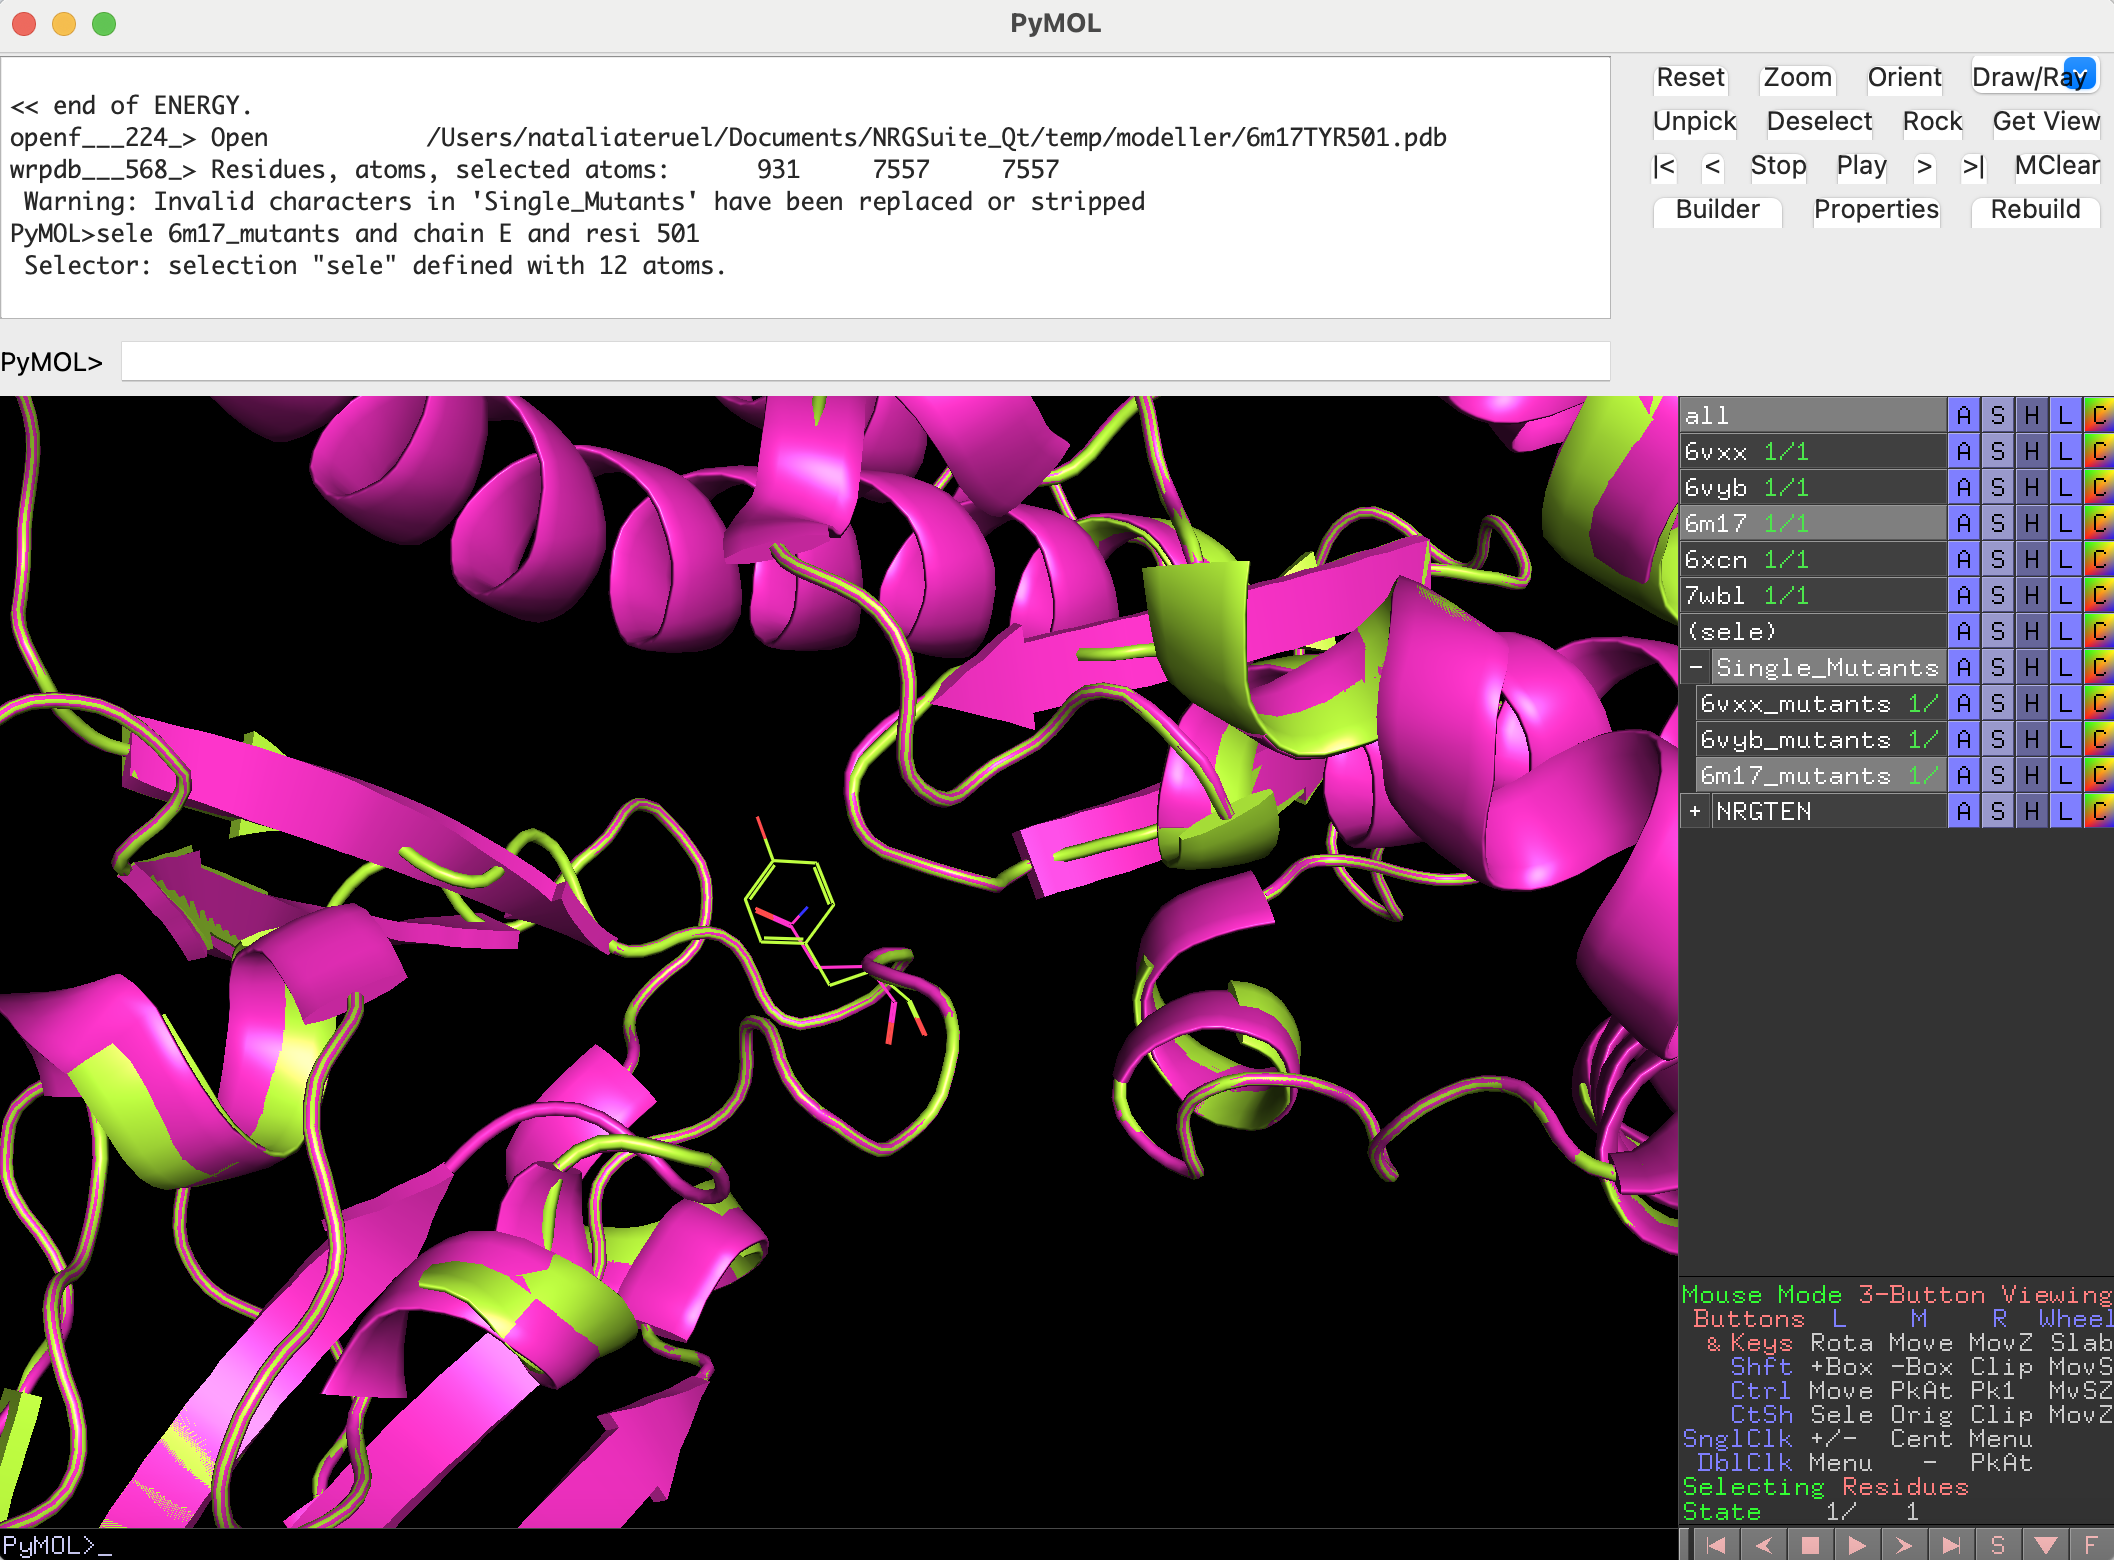 PyMOL
<< end of ENERGY.
openf___224_> Open /Users/nataliateruel/Documents/NRGSuite_Qt/temp/modeller/6m17TYR501.pdb
wrpdb___568_> Residues, atoms, selected atoms: 931 7557 7557
Warning: Invalid characters in 'Single_Mutants' have been replaced or stripped
PyMOL>sele 6m17_mutants and chain E and resi 501
Selector: selection "sele" defined with 12 atoms.
PyMOL>
Reset Zoom Orient Draw/Ray
Unpick Deselect Rock Get View
|< < Stop Play > >| MClear
Builder Properties Rebuild
all A S H L C
6vxx 1/1 A S H L C
6vyb 1/1 A S H L C
6m17 1/1 A S H L C
6xcn 1/1 A S H L C
7wbl 1/1 A S H L C
(sele) A S H L C
- Single_Mutants A S H L C
6vxx_mutants 1/ A S H L C
6vyb_mutants 1/ A S H L C
6m17_mutants 1/ A S H L C
+ NRGTEN A S H L C
Mouse Mode 3-Button Viewing
Buttons L M R Wheel
& Keys Rota Move MovZ Slab
Shft +Box -Box Clip MovS
Ctrl Move PkAt Pk1 MvSZ
CtSh Sele Orig Clip MovZ
SnglClk +/- Cent Menu
DblClk Menu - PkAt
Selecting Residues
State 1/ 1
PyMOL>_
S F